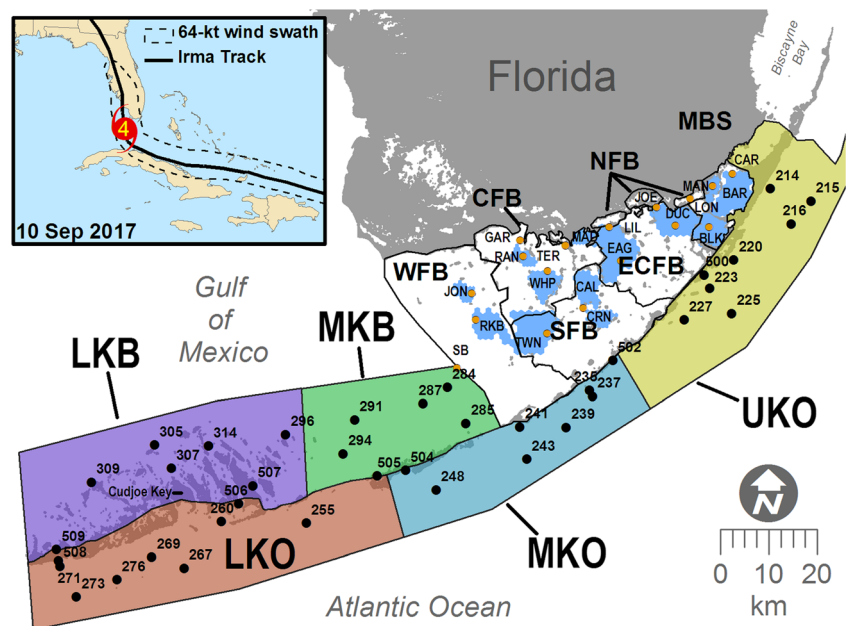 64-kt wind swath
Irma Track
4
10 Sep 2017
Florida
Biscayne
Bay
MBS
NFB
CFB
WFB
ECFB
SFB
CAR
MAN
BAR
LON
JOE
DUC
BLK
LIL
MAD
EAG
GAR
TER
RAN
WHP
CAL
JON
RKB
TWN
CRN
SB
Gulf
of
Mexico
LKB
MKB
UKO
MKO
LKO
214
215
216
220
500
223
225
227
502
235
237
239
241
243
248
284
287
285
291
294
504
505
296
305
314
307
309
507
506
Cudjoe Key
260
255
509
508
271
273
276
269
267
Atlantic Ocean
N
0 10 20
km